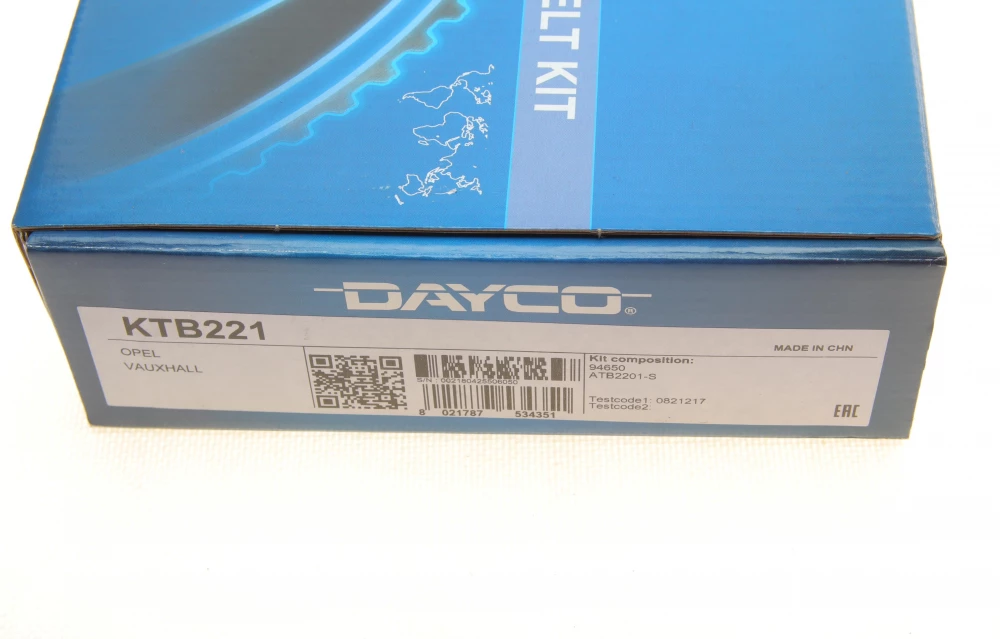 ELT KIT
DAYCO®
KTB221
MADE IN CHN
OPEL
VAUXHALL
S/N 002180425506050
8 021787 534351
Kit composition:
94650
ATB2201-S
Testcode1: 0821217
Testcode2:
EAC